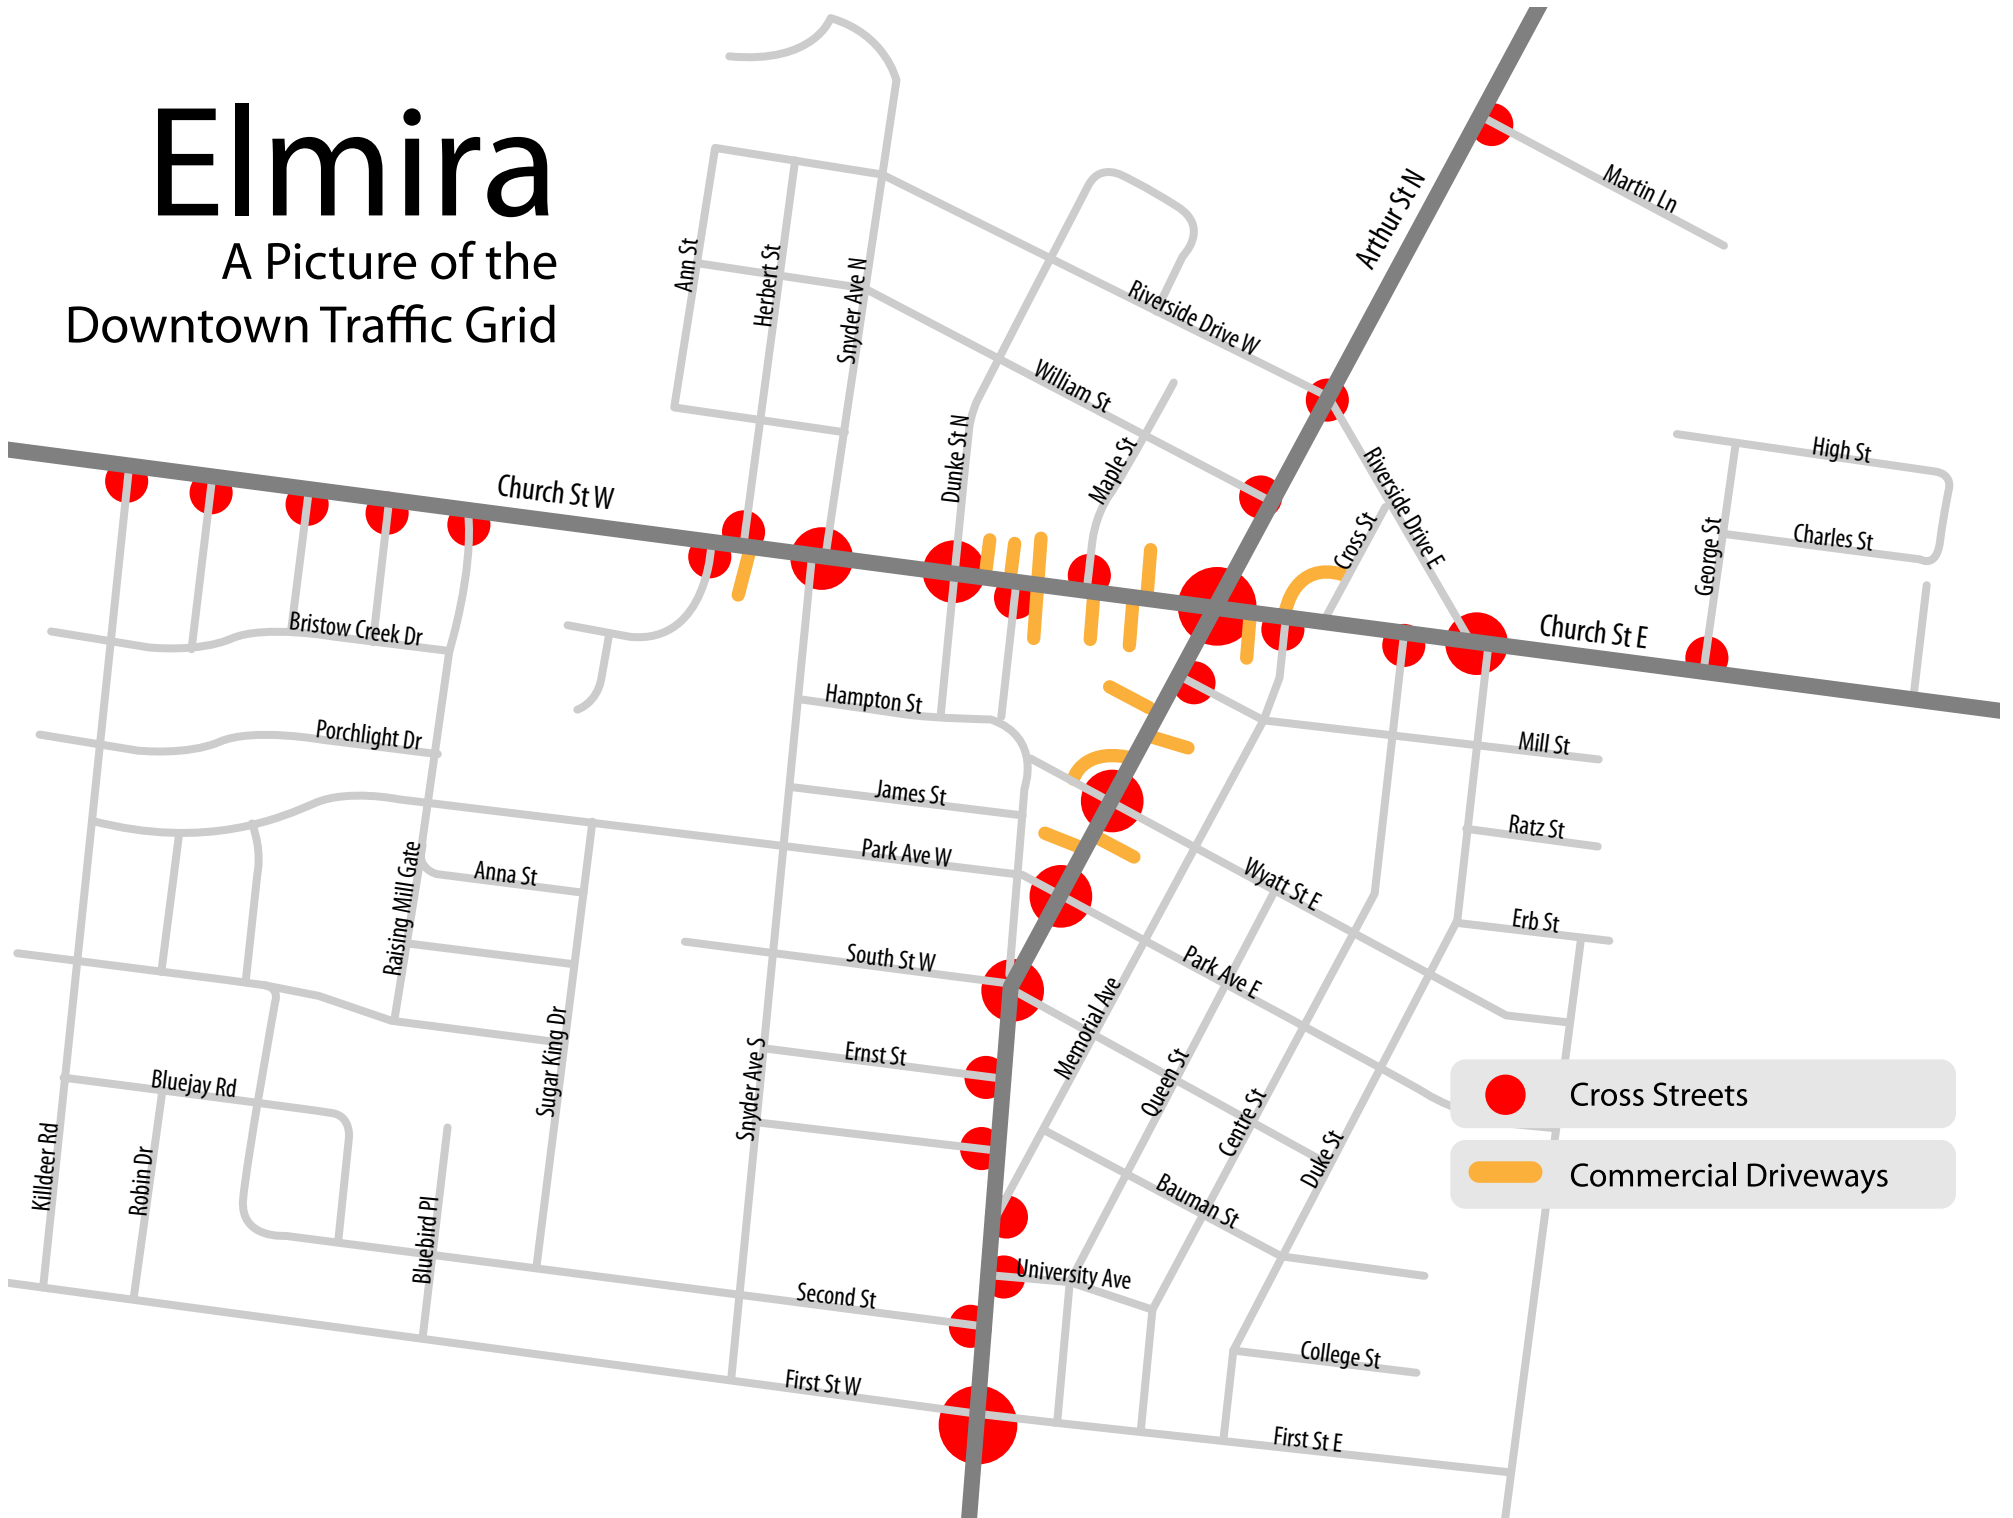 Elmira
A Picture of the
Downtown Traffic Grid
Martin Ln
Arthur St N
Ann St
Herbert St
Snyder Ave N
Riverside Drive W
William St
Dunke St N
Maple St
Riverside Drive E
Cross St
High St
Charles St
George St
Church St W
Church St E
Bristow Creek Dr
Porchlight Dr
Hampton St
James St
Park Ave W
Mill St
Ratz St
Erb St
Wyatt St E
Raising Mill Gate
Anna St
South St W
Park Ave E
Memorial Ave
Ernst St
Sugar King Dr
Snyder Ave S
Queen St
Centre St
Duke St
Bluejay Rd
Killdeer Rd
Robin Dr
Bluebird Pl
Bauman St
University Ave
Second St
First St W
College St
First St E
Cross Streets
Commercial Driveways